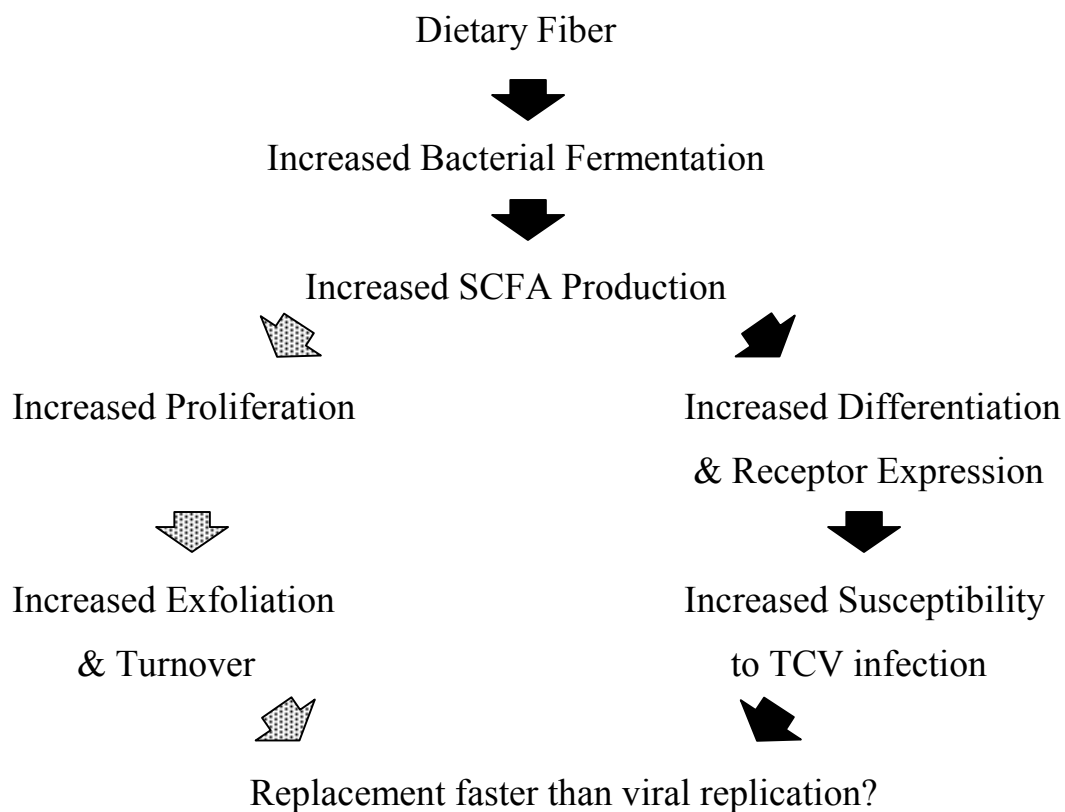 Dietary Fiber
Increased Bacterial Fermentation
Increased SCFA Production
Increased Proliferation
Increased Differentiation
& Receptor Expression
Increased Exfoliation
& Turnover
Increased Susceptibility
to TCV infection
Replacement faster than viral replication?